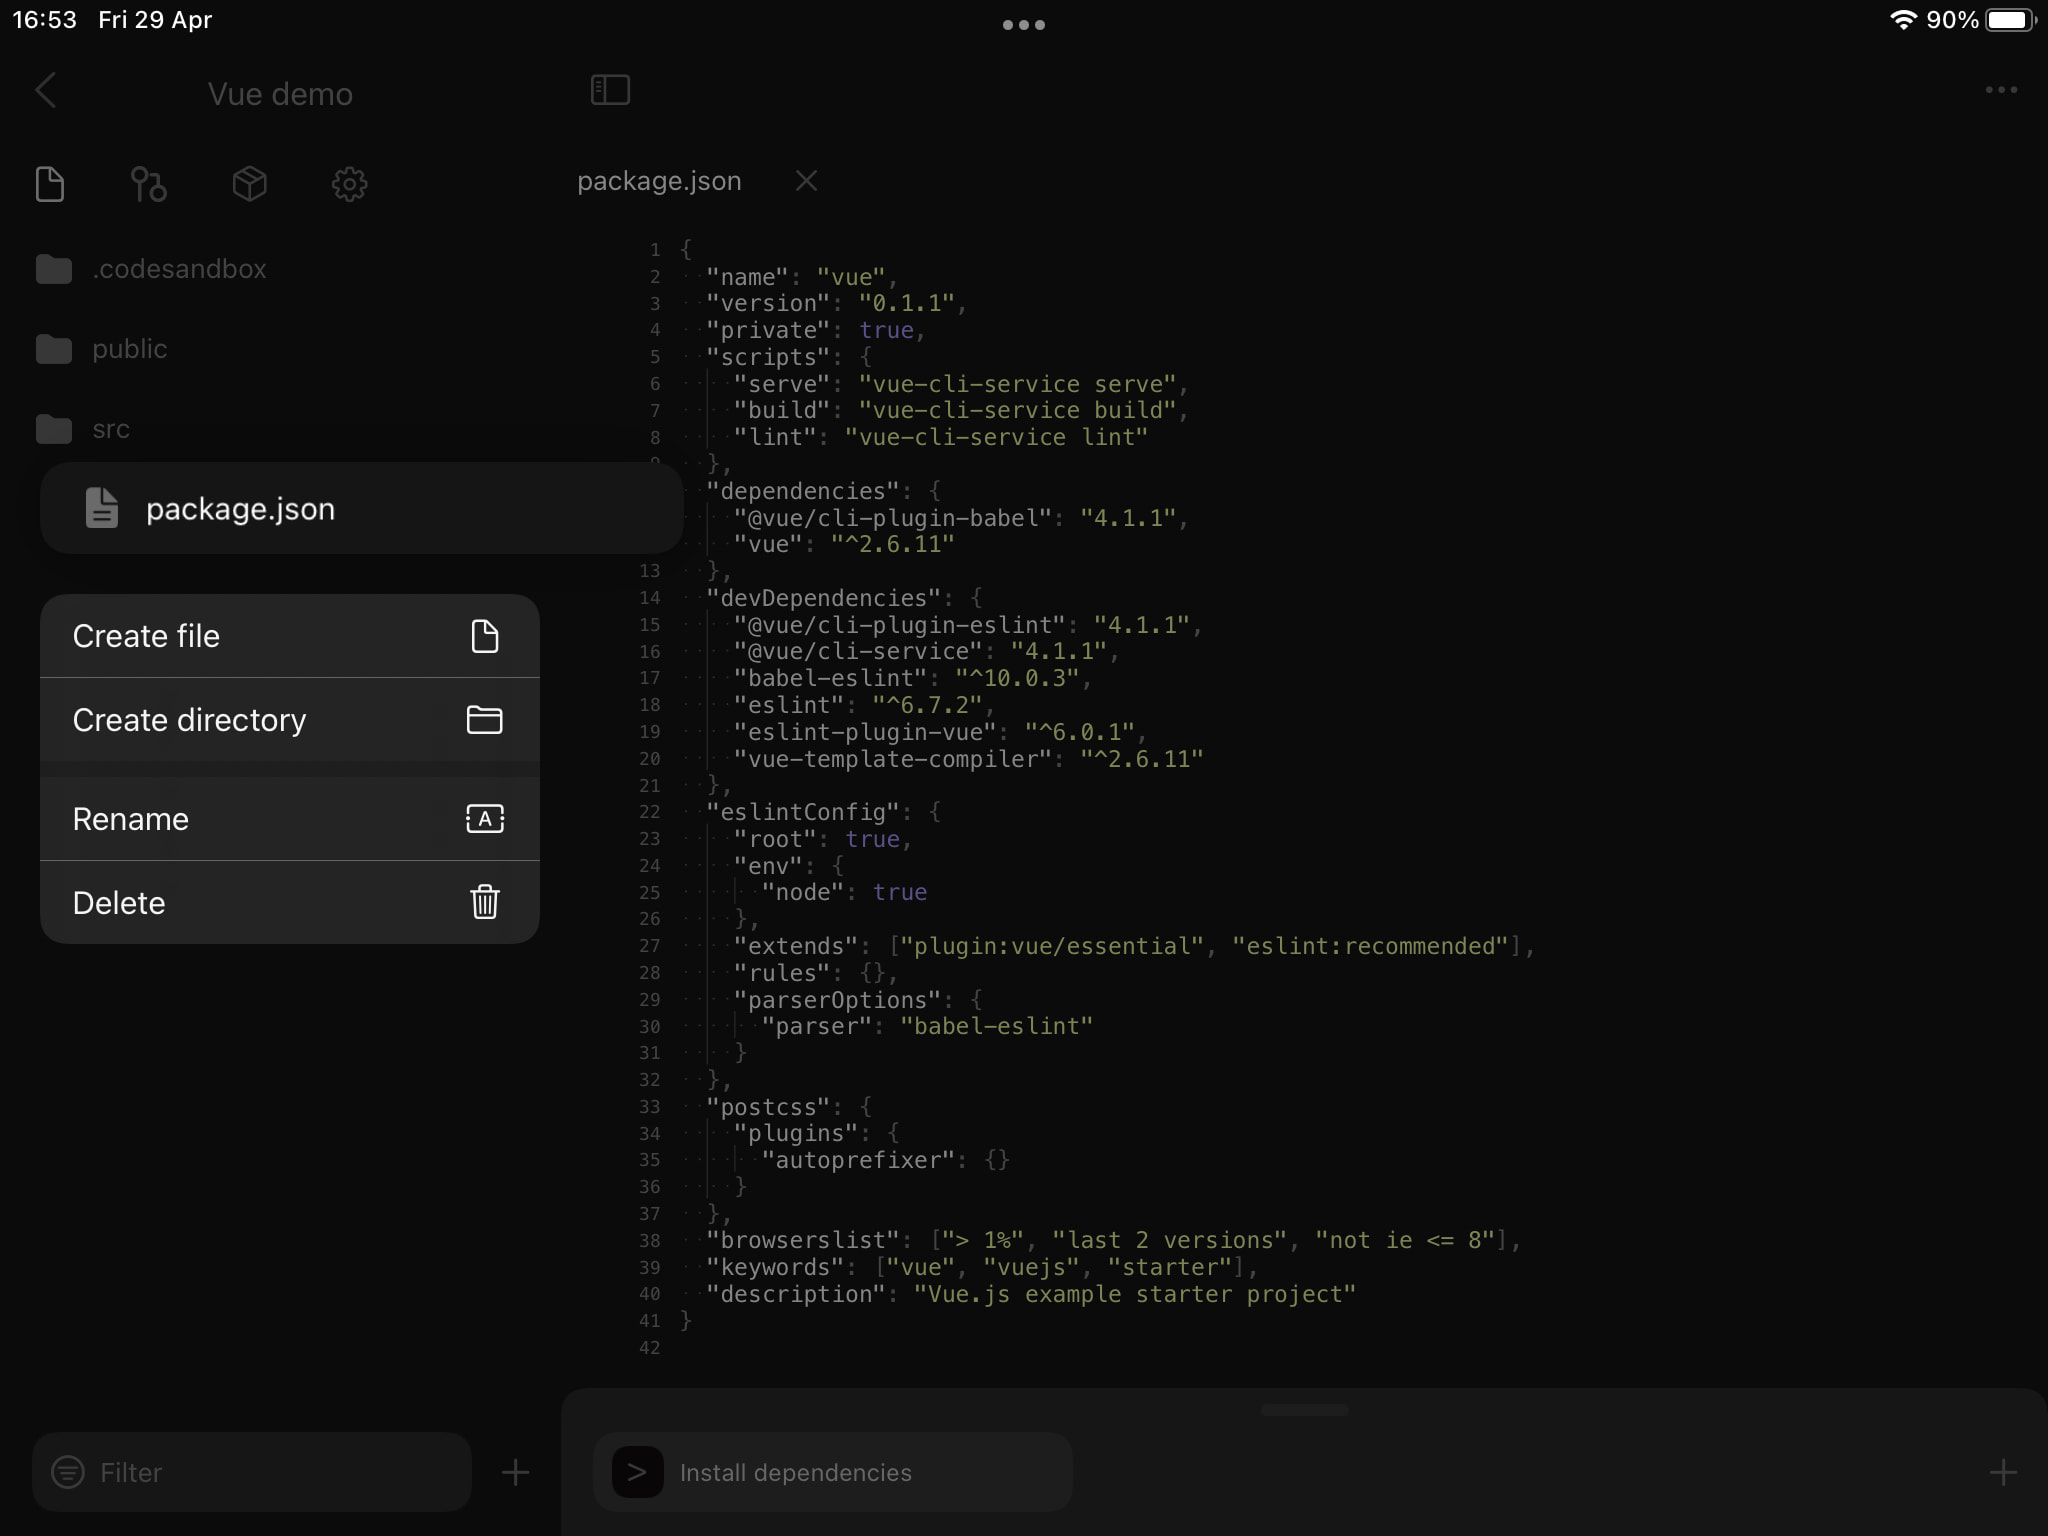 16:53 Fri 29 Apr
90%
Vue demo
package.json
.codesandbox
public
src
package.json
Create file
Create directory
Rename
Delete
Filter
1 {
2 "name": "vue",
3 "version": "0.1.1",
4 "private": true,
5 "scripts": {
6 "serve": "vue-cli-service serve",
7 "build": "vue-cli-service build",
8 "lint": "vue-cli-service lint"
9 },
"dependencies": {
"@vue/cli-plugin-babel": "4.1.1",
"vue": "^2.6.11"
13 },
14 "devDependencies": {
15 "@vue/cli-plugin-eslint": "4.1.1",
16 "@vue/cli-service": "4.1.1",
17 "babel-eslint": "^10.0.3",
18 "eslint": "^6.7.2",
19 "eslint-plugin-vue": "^6.0.1",
20 "vue-template-compiler": "^2.6.11"
21 },
22 "eslintConfig": {
23 "root": true,
24 "env": {
25 "node": true
26 },
27 "extends": ["plugin:vue/essential", "eslint:recommended"],
28 "rules": {},
29 "parserOptions": {
30 "parser": "babel-eslint"
31 }
32 },
33 "postcss": {
34 "plugins": {
35 "autoprefixer": {}
36 }
37 },
38 "browserslist": ["> 1%", "last 2 versions", "not ie <= 8"],
39 "keywords": ["vue", "vuejs", "starter"],
40 "description": "Vue.js example starter project"
41 }
42
Install dependencies